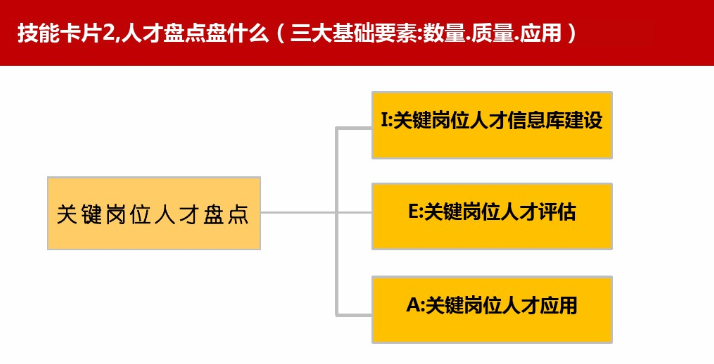 技能卡片2,人才盘点盘什么（三大基础要素:数量.质量.应用）
I:关键岗位人才信息库建设
关键岗位人才盘点
E:关键岗位人才评估
A:关键岗位人才应用